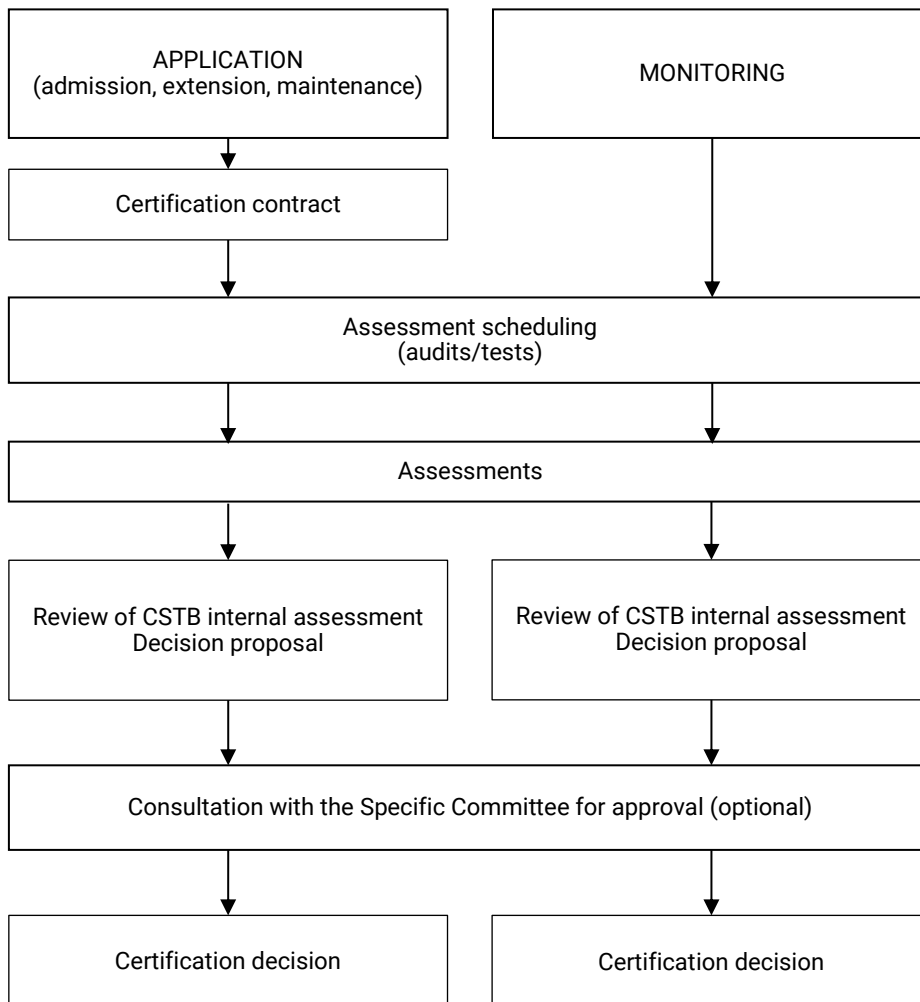 APPLICATION
(admission, extension, maintenance)
MONITORING
Certification contract
Assessment scheduling
(audits/tests)
Assessments
Review of CSTB internal assessment
Decision proposal
Review of CSTB internal assessment
Decision proposal
Consultation with the Specific Committee for approval (optional)
Certification decision
Certification decision